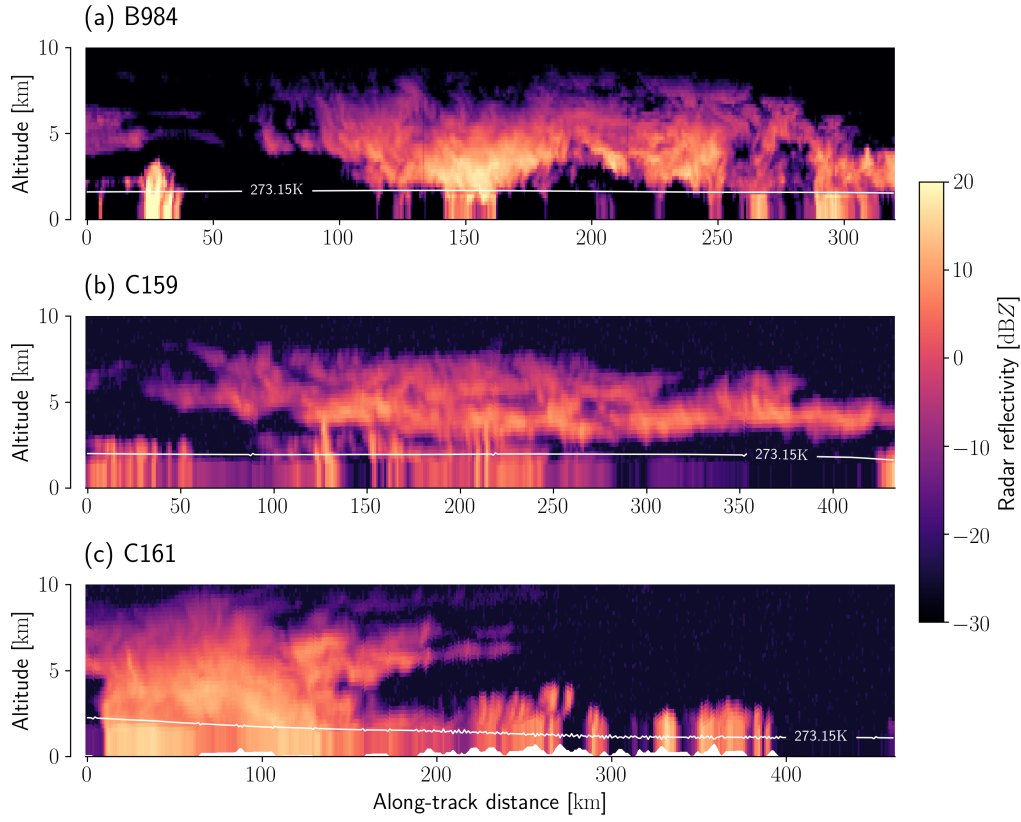 (a) B984
10
5
0
Altitude [km]
273.15K
0 50 100 150 200 250 300
(b) C159
10
5
0
Altitude [km]
273.15K
0 50 100 150 200 250 300 350 400
(c) C161
10
5
0
Altitude [km]
273.15K
0 100 200 300 400
Along-track distance [km]
20
10
0
−10
−20
−30
Radar reflectivity [dBZ]